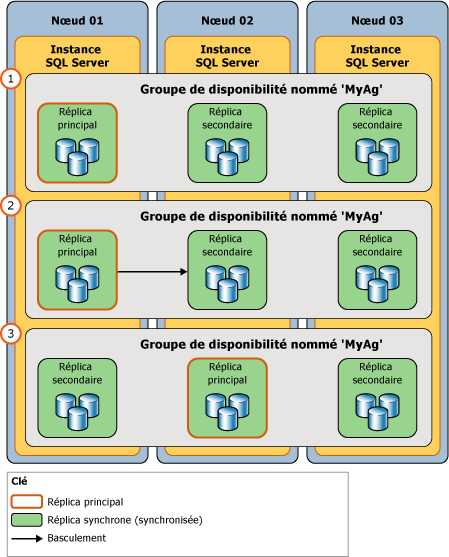 Nœud 01
Nœud 02
Nœud 03
Instance
SQL Server
Instance
SQL Server
Instance
SQL Server
1
Groupe de disponibilité nommé 'MyAg'
Réplica
principal
Réplica
secondaire
Réplica
secondaire
2
Groupe de disponibilité nommé 'MyAg'
Réplica
principal
Réplica
secondaire
Réplica
secondaire
3
Groupe de disponibilité nommé 'MyAg'
Réplica
secondaire
Réplica
principal
Réplica
secondaire
Clé
Réplica principal
Réplica synchrone (synchronisée)
Basculement